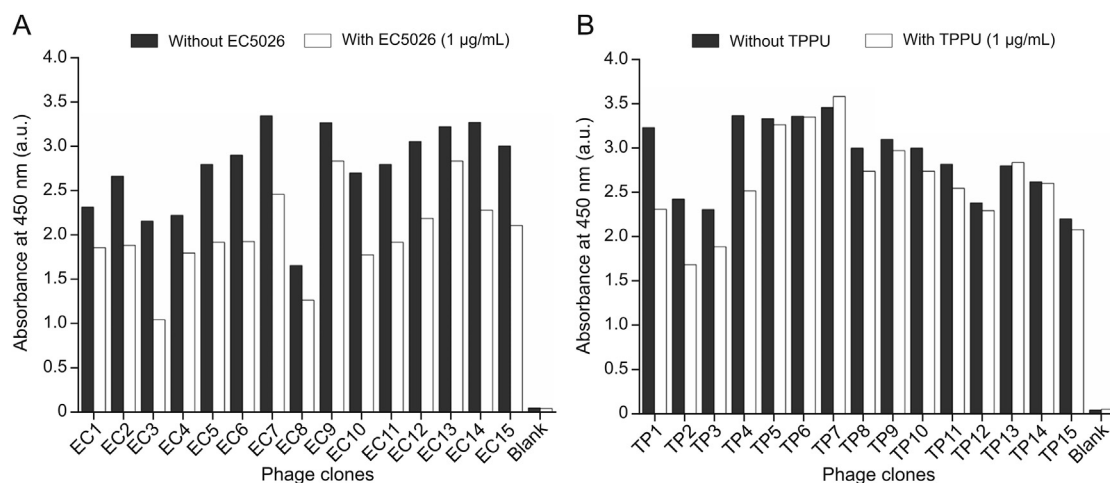 A
Without EC5026 With EC5026 (1 µg/mL)
Absorbance at 450 nm (a.u.)
4.0
3.5
3.0
2.5
2.0
1.5
1.0
0.5
0
EC1 EC2 EC3 EC4 EC5 EC6 EC7 EC8 EC9 EC10 EC11 EC12 EC13 EC14 EC15 Blank
Phage clones
B
Without TPPU With TPPU (1 µg/mL)
Absorbance at 450 nm (a.u.)
4.0
3.5
3.0
2.5
2.0
1.5
1.0
0.5
0
TP1 TP2 TP3 TP4 TP5 TP6 TP7 TP8 TP9 TP10 TP11 TP12 TP13 TP14 TP15 Blank
Phage clones